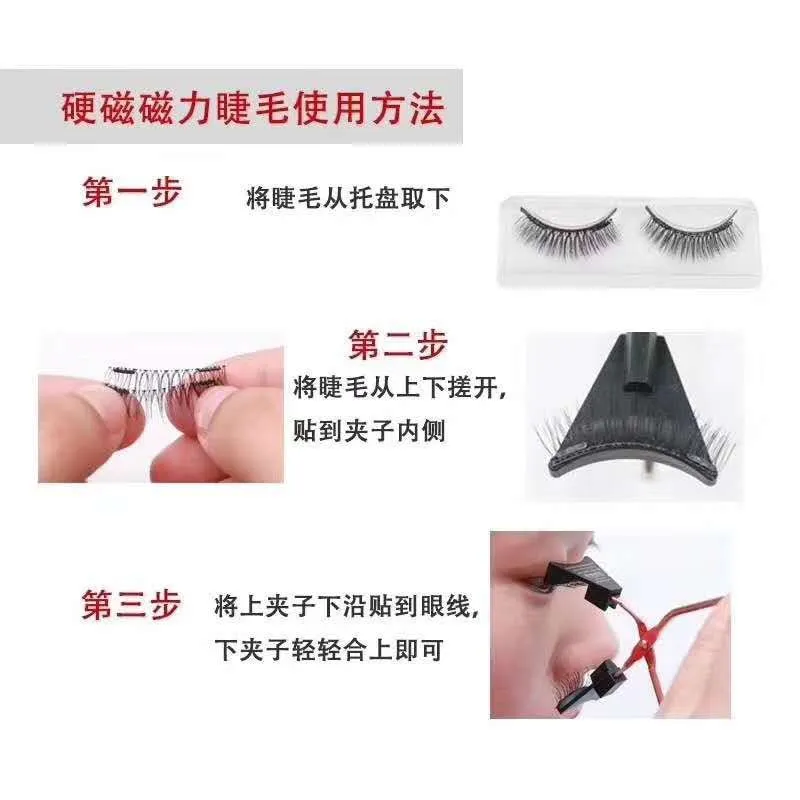 硬磁磁力睫毛使用方法
第一步
将睫毛从托盘取下
第二步
将睫毛从上下搓开,
贴到夹子内侧
第三步
将上夹子下沿贴到眼线,
下夹子轻轻合上即可